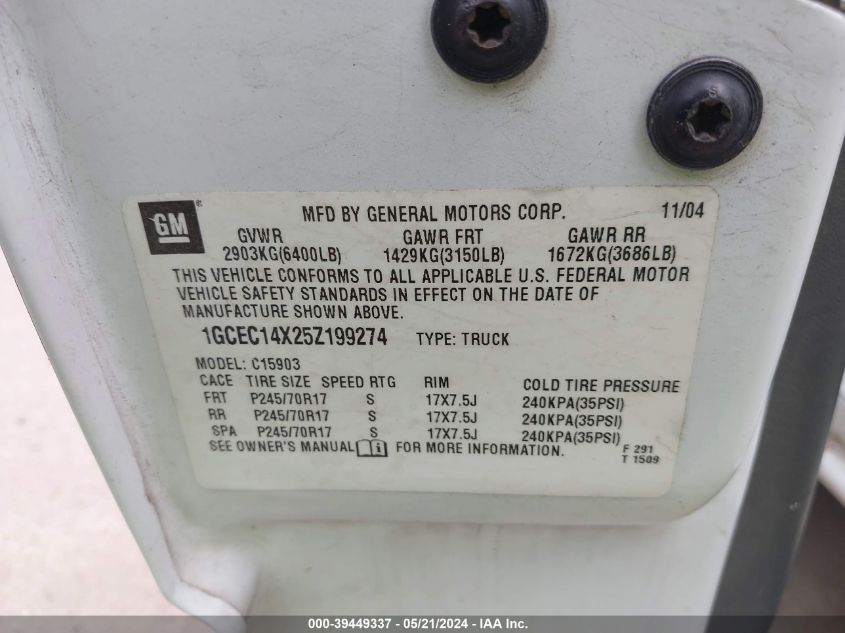 S
GM ®
MFD BY GENERAL MOTORS CORP. 11/04
GVWR GAWR FRT GAWR RR
2903KG(6400LB) 1429KG(3150LB) 1672KG(3686LB)
THIS VEHICLE CONFORMS TO ALL APPLICABLE U.S. FEDERAL MOTOR
VEHICLE SAFETY STANDARDS IN EFFECT ON THE DATE OF
MANUFACTURE SHOWN ABOVE.
1GCEC14X25Z199274 TYPE: TRUCK
MODEL: C15903
CACE TIRE SIZE SPEED RTG RIM COLD TIRE PRESSURE
FRT P245/70R17 S 17X7.5J 240KPA(35PSI)
RR P245/70R17 S 17X7.5J 240KPA(35PSI)
SPA P245/70R17 S 17X7.5J 240KPA(35PSI)
SEE OWNER'S MANUAL i FOR MORE INFORMATION. F 291
T 1509
000-39449337 - 05/21/2024 - IAA Inc.